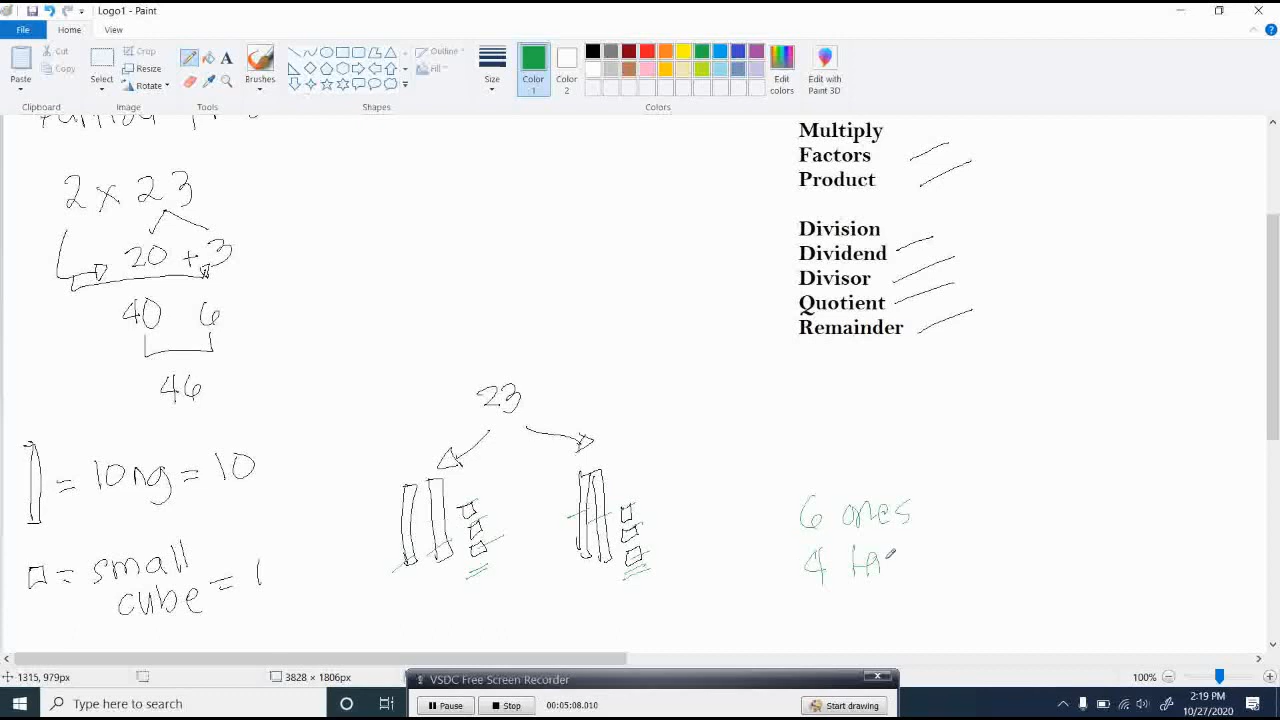 Logo1 - Paint
File Home View
Paste
Cut
Copy
Clipboard
Select
Crop
Resize
Rotate
Image
Tools
Brushes
Shapes
Outline
Fill
Size
Color 1
Color 2
Colors
Edit colors
Edit with Paint 3D
Multiply
Factors
Product
Division
Dividend
Divisor
Quotient
Remainder
2 × 23
20 + 3
40 6
46
= long = 10
= small
cube = 1
23
6 ones
4
1315, 979px
3828 × 1806px
100%
VSDC Free Screen Recorder
Pause Stop 00:05:08.010 Start drawing
Type here to search
2:19 PM
10/27/2020